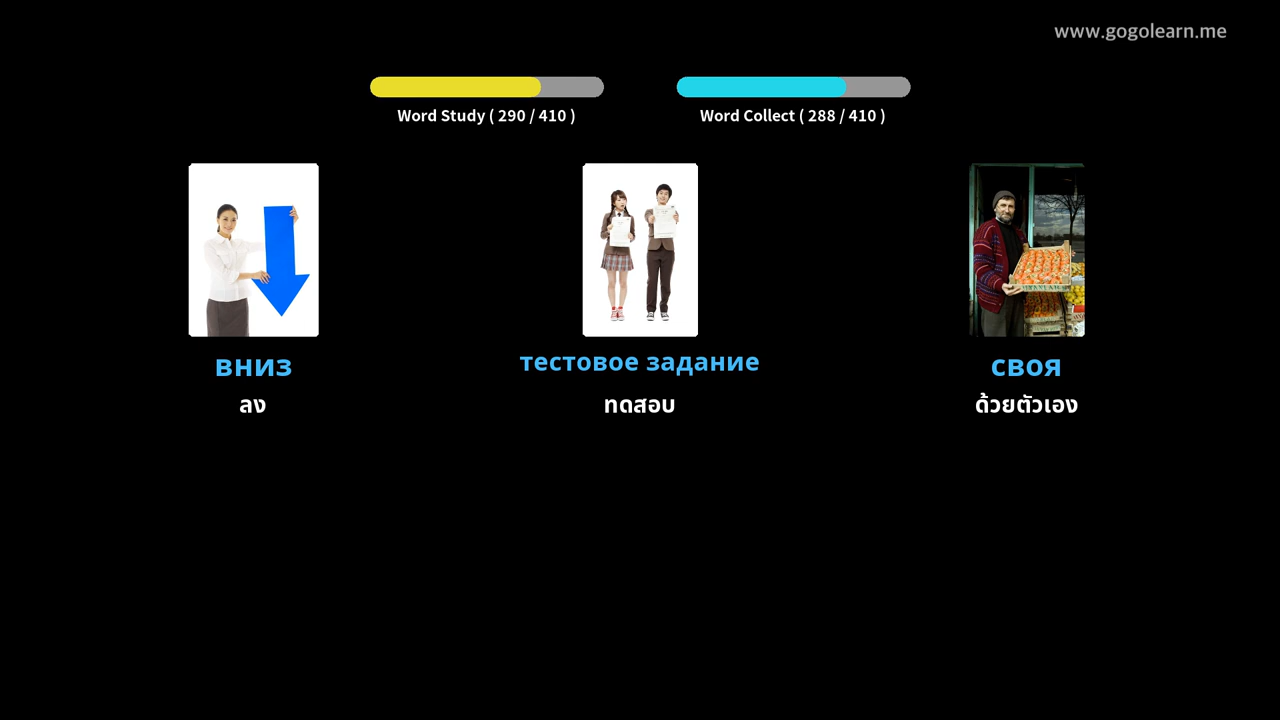 www.gogolearn.me
Word Study ( 290 / 410 )
Word Collect ( 288 / 410 )
вниз
тестовое задание
своя
ลง
ทดสอบ
ด้วยตัวเอง